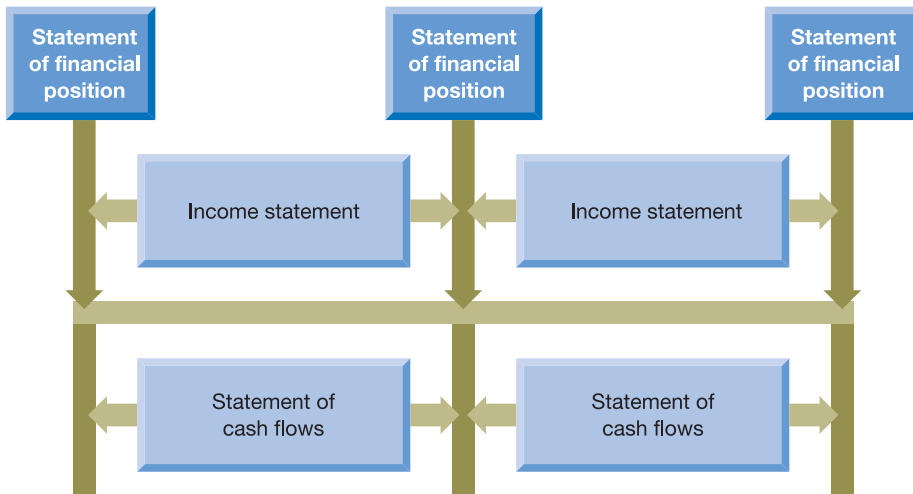 Statement
of financial
position
Statement
of financial
position
Statement
of financial
position
Income statement
Income statement
Statement of
cash flows
Statement of
cash flows